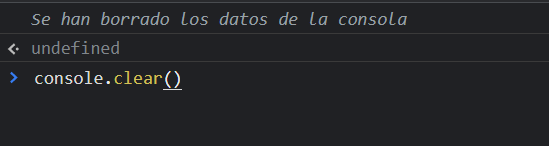 Se han borrado los datos de la consola
undefined
console.clear()